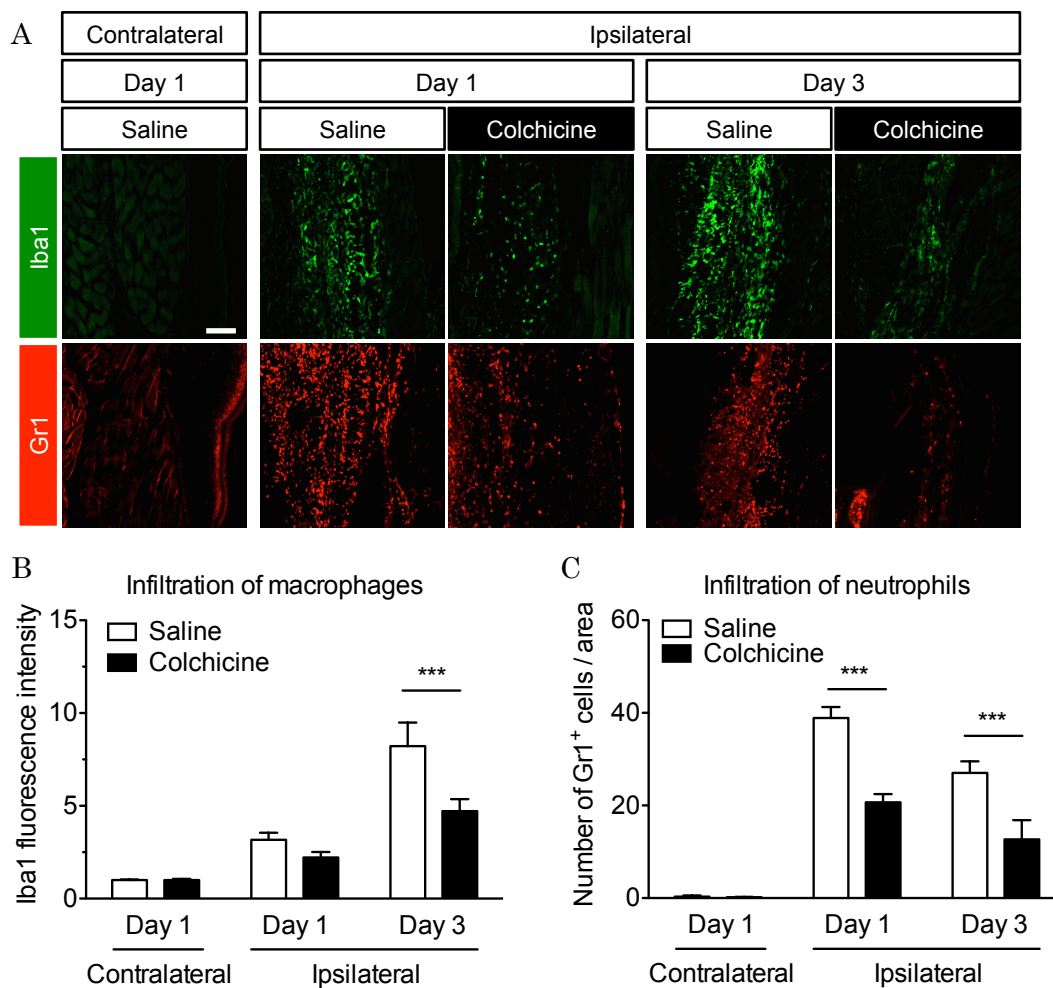 A
Contralateral
Ipsilateral
Day 1
Day 1
Day 3
Saline
Saline
Colchicine
Saline
Colchicine
Iba1
Gr1
B
Infiltration of macrophages
Iba1 fluorescence intensity
15
10
5
0
Saline
Colchicine
***
Day 1
Day 1
Day 3
Contralateral
Ipsilateral
C
Infiltration of neutrophils
Number of Gr1⁺ cells / area
60
40
20
0
Saline
Colchicine
***
***
Day 1
Day 1
Day 3
Contralateral
Ipsilateral